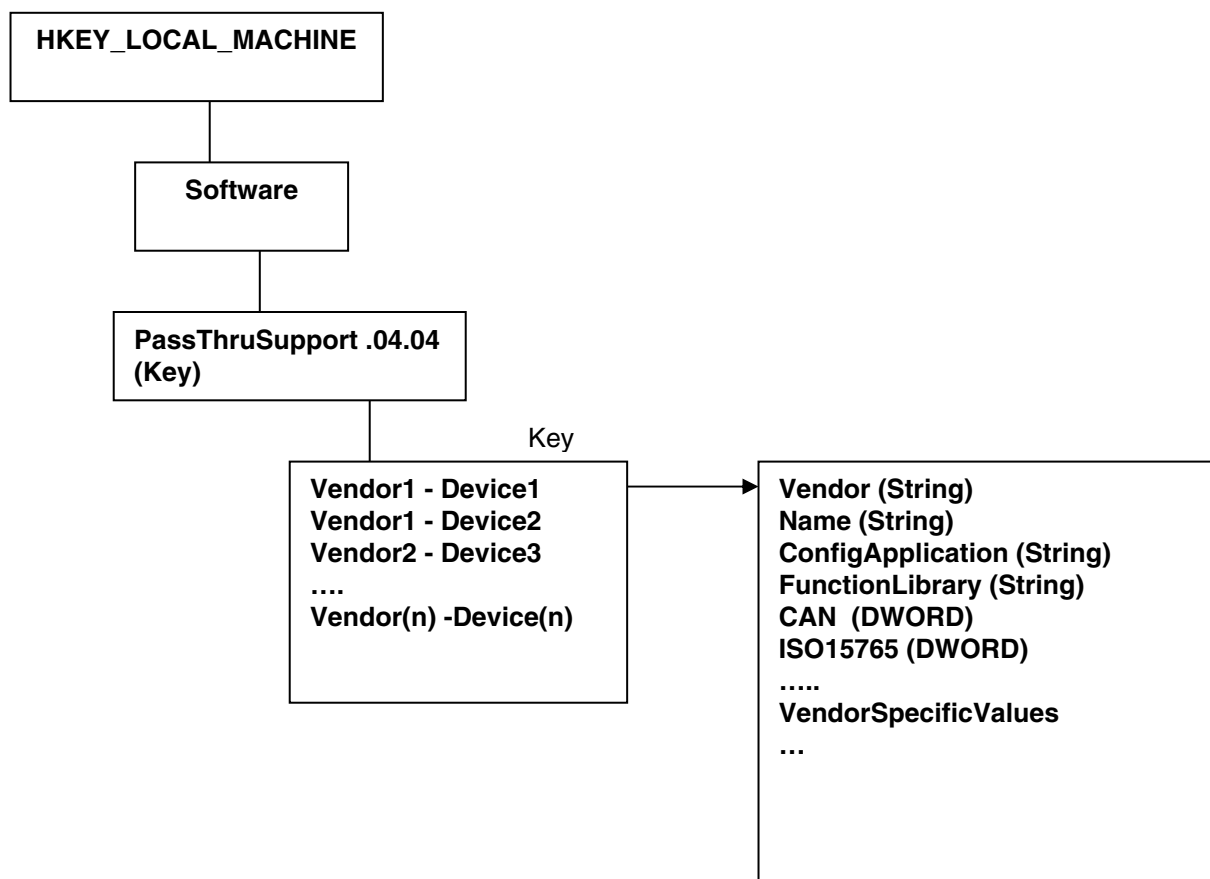 HKEY_LOCAL_MACHINE
Software
PassThruSupport .04.04
(Key)
Key
Vendor1 - Device1
Vendor1 - Device2
Vendor2 - Device3
….
Vendor(n) -Device(n)
Vendor (String)
Name (String)
ConfigApplication (String)
FunctionLibrary (String)
CAN  (DWORD)
ISO15765 (DWORD)
…..
VendorSpecificValues
…